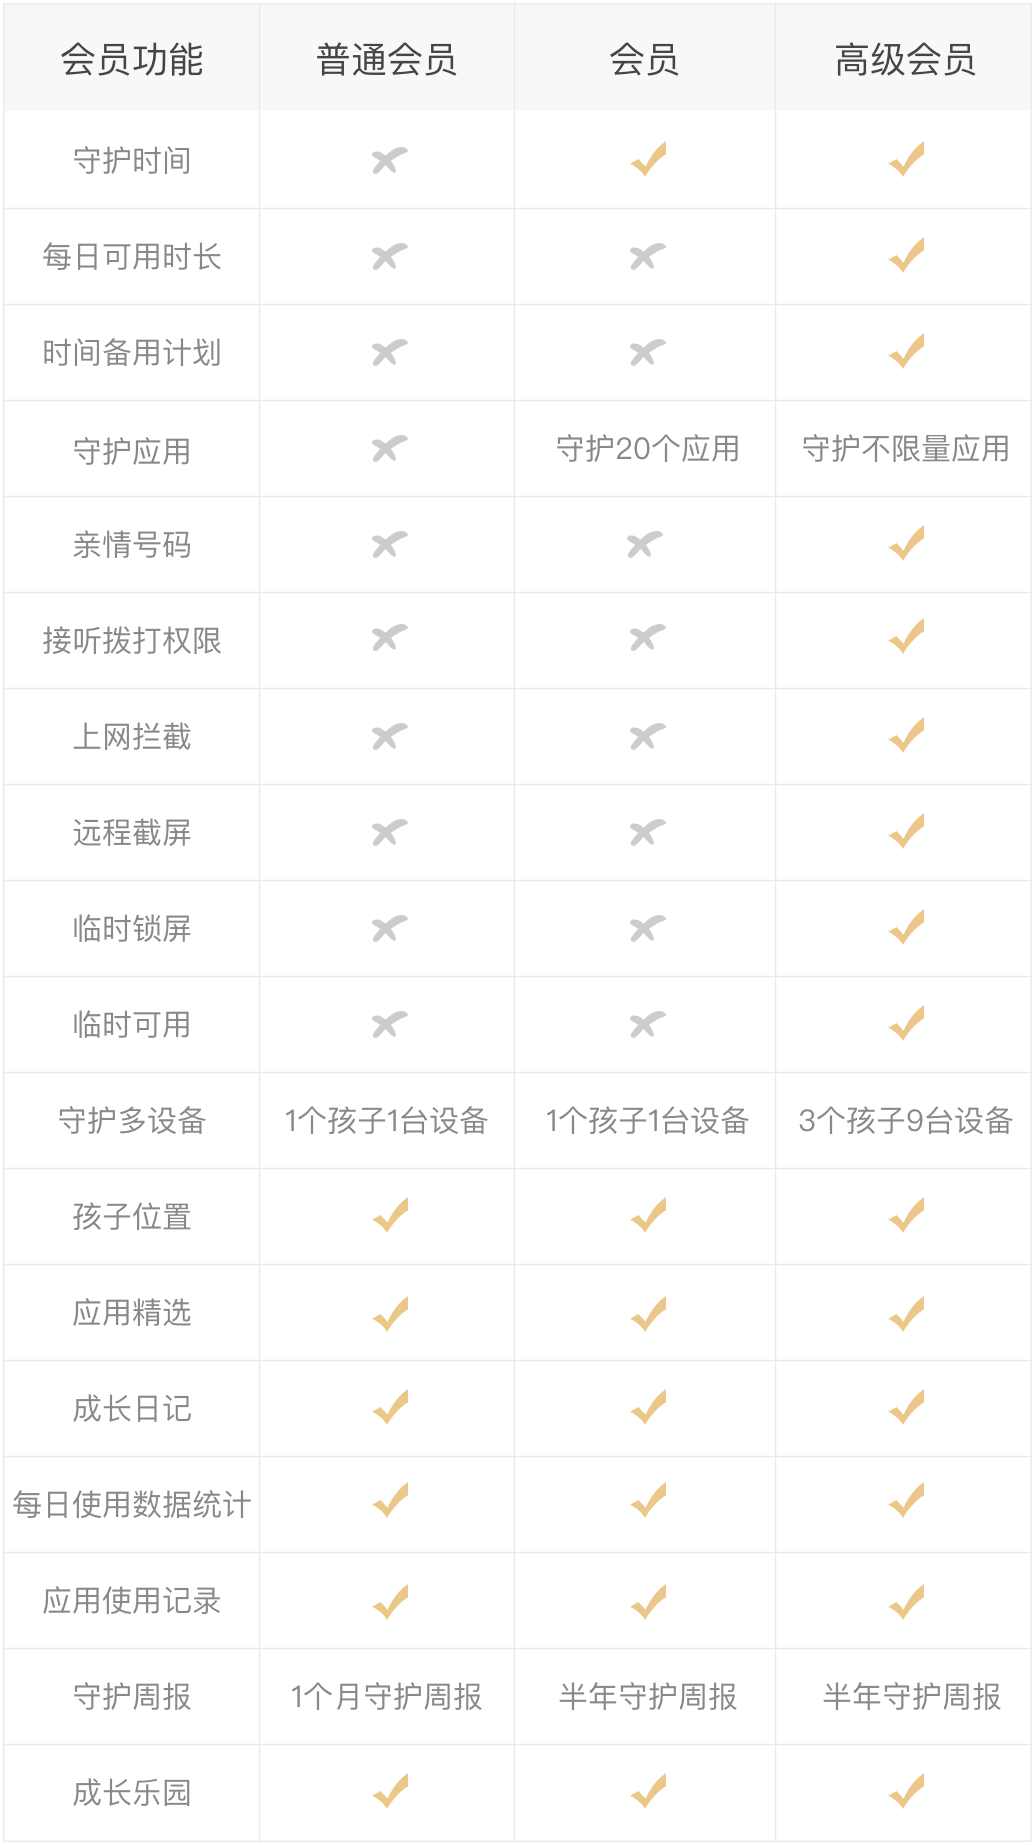 会员功能 普通会员 会员 高级会员
守护时间
每日可用时长
时间备用计划
守护应用 守护20个应用 守护不限量应用
亲情号码
接听拨打权限
上网拦截
远程截屏
临时锁屏
临时可用
守护多设备 1个孩子1台设备 1个孩子1台设备 3个孩子9台设备
孩子位置
应用精选
成长日记
每日使用数据统计
应用使用记录
守护周报 1个月守护周报 半年守护周报 半年守护周报
成长乐园